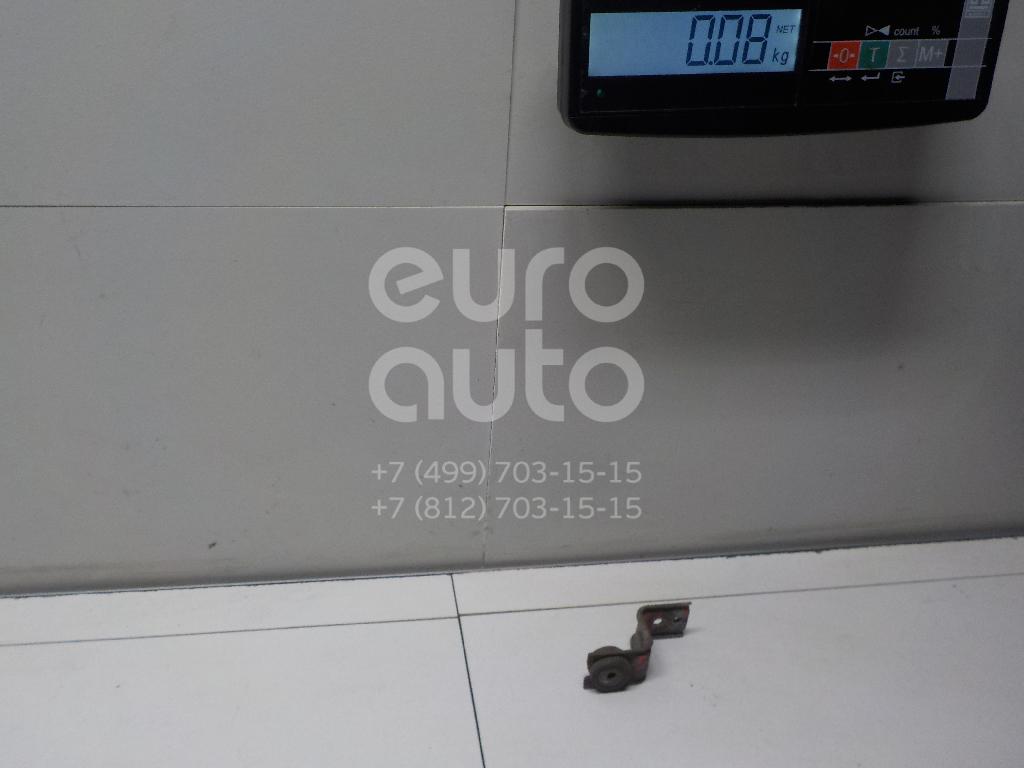 0.08 NET kg
count %
0 T Σ M+
euro
auto
+7 (499) 703-15-15
+7 (812) 703-15-15